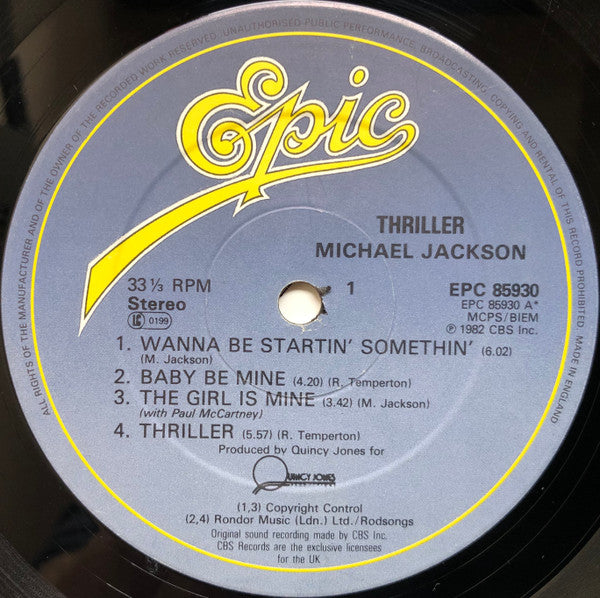 ALL RIGHTS OF THE MANUFACTURER AND OF THE OWNER OF THE RECORDED WORK RESERVED. UNAUTHORISED PUBLIC PERFORMANCE, BROADCASTING, COPYING AND RENTAL OF THIS RECORD PROHIBITED. MADE IN ENGLAND
Epic
THRILLER
MICHAEL JACKSON
33⅓ RPM
Stereo
LC 0199
1
EPC 85930
EPC 85930 A*
MCPS/BIEM
℗ 1982 CBS Inc.
1. WANNA BE STARTIN' SOMETHIN' (6.02)
(M. Jackson)
2. BABY BE MINE (4.20) (R. Temperton)
3. THE GIRL IS MINE (3.42) (M. Jackson)
(with Paul McCartney)
4. THRILLER (5.57) (R. Temperton)
Produced by Quincy Jones for
QUINCY JONES
(1,3) Copyright Control
(2,4) Rondor Music (Ldn.) Ltd./Rodsongs
Original sound recording made by CBS Inc.
CBS Records are the exclusive licensees
for the UK